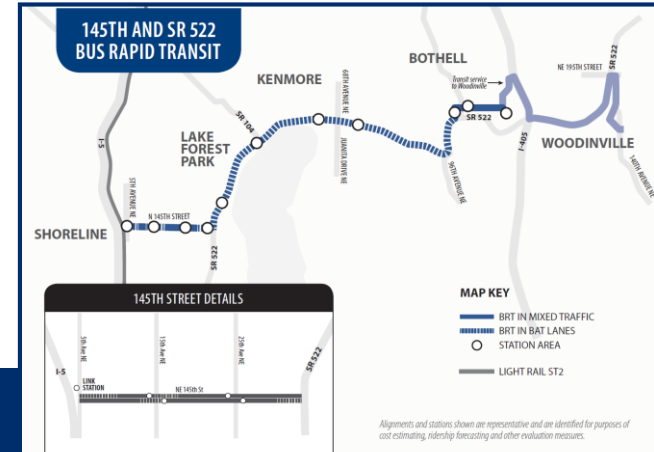 145TH AND SR 522
BUS RAPID TRANSIT
BOTHELL
Transit service
to Woodinville
NE 195TH STREET
SR 522
KENMORE
68TH AVENUE NE
SR 104
SR 522
LAKE
FOREST
PARK
I-5
JUANITA DRIVE NE
I-405
WOODINVILLE
96TH AVENUE NE
140TH AVENUE NE
5TH AVENUE NE
N 145TH STREET
SHORELINE
SR 522
MAP KEY
BRT IN MIXED TRAFFIC
BRT IN BAT LANES
STATION AREA
LIGHT RAIL ST2
145TH STREET DETAILS
5th Ave NE
15th Ave NE
25th Ave NE
I-5
SR 522
LINK
STATION
NE 145th St
Alignments and stations shown are representative and are identified for purposes of
cost estimating, ridership forecasting and other evaluation measures.